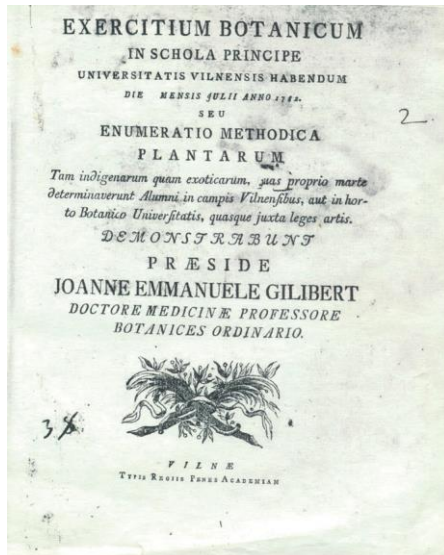 EXERCITIUM BOTANICUM
IN SCHOLA PRINCIPE
UNIVERSITATIS VILNENSIS HABENDUM
DIE MENSIS JULII ANNO 1782.
SEU
ENUMERATIO METHODICA
PLANTARUM
Tam indigenarum quam exoticarum, quas proprio marte
determinaverunt Alumni in campis Vilnensibus, aut in hor-
to Botanico Universitatis, quasque juxta leges artis.
DEMONSTRABUNT
PRÆSIDE
JOANNE EMMANUELE GILIBERT
DOCTORE MEDICINÆ PROFESSORE
BOTANICES ORDINARIO.
VILNÆ
TYPIS REGIIS PENES ACADEMIAM
2.